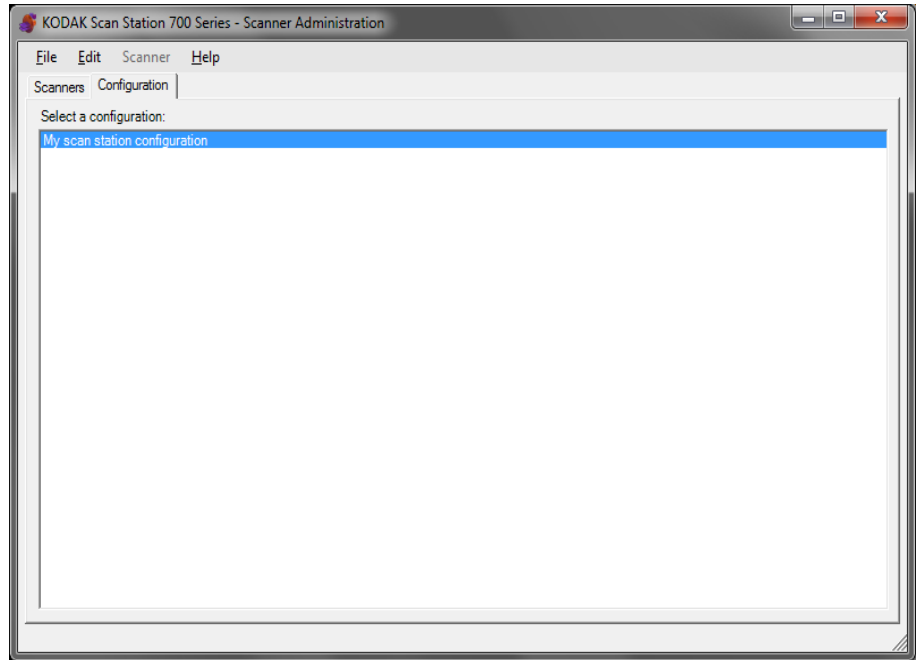 KODAK Scan Station 700 Series - Scanner Administration
File Edit Scanner Help
Scanners Configuration
Select a configuration:
My scan station configuration